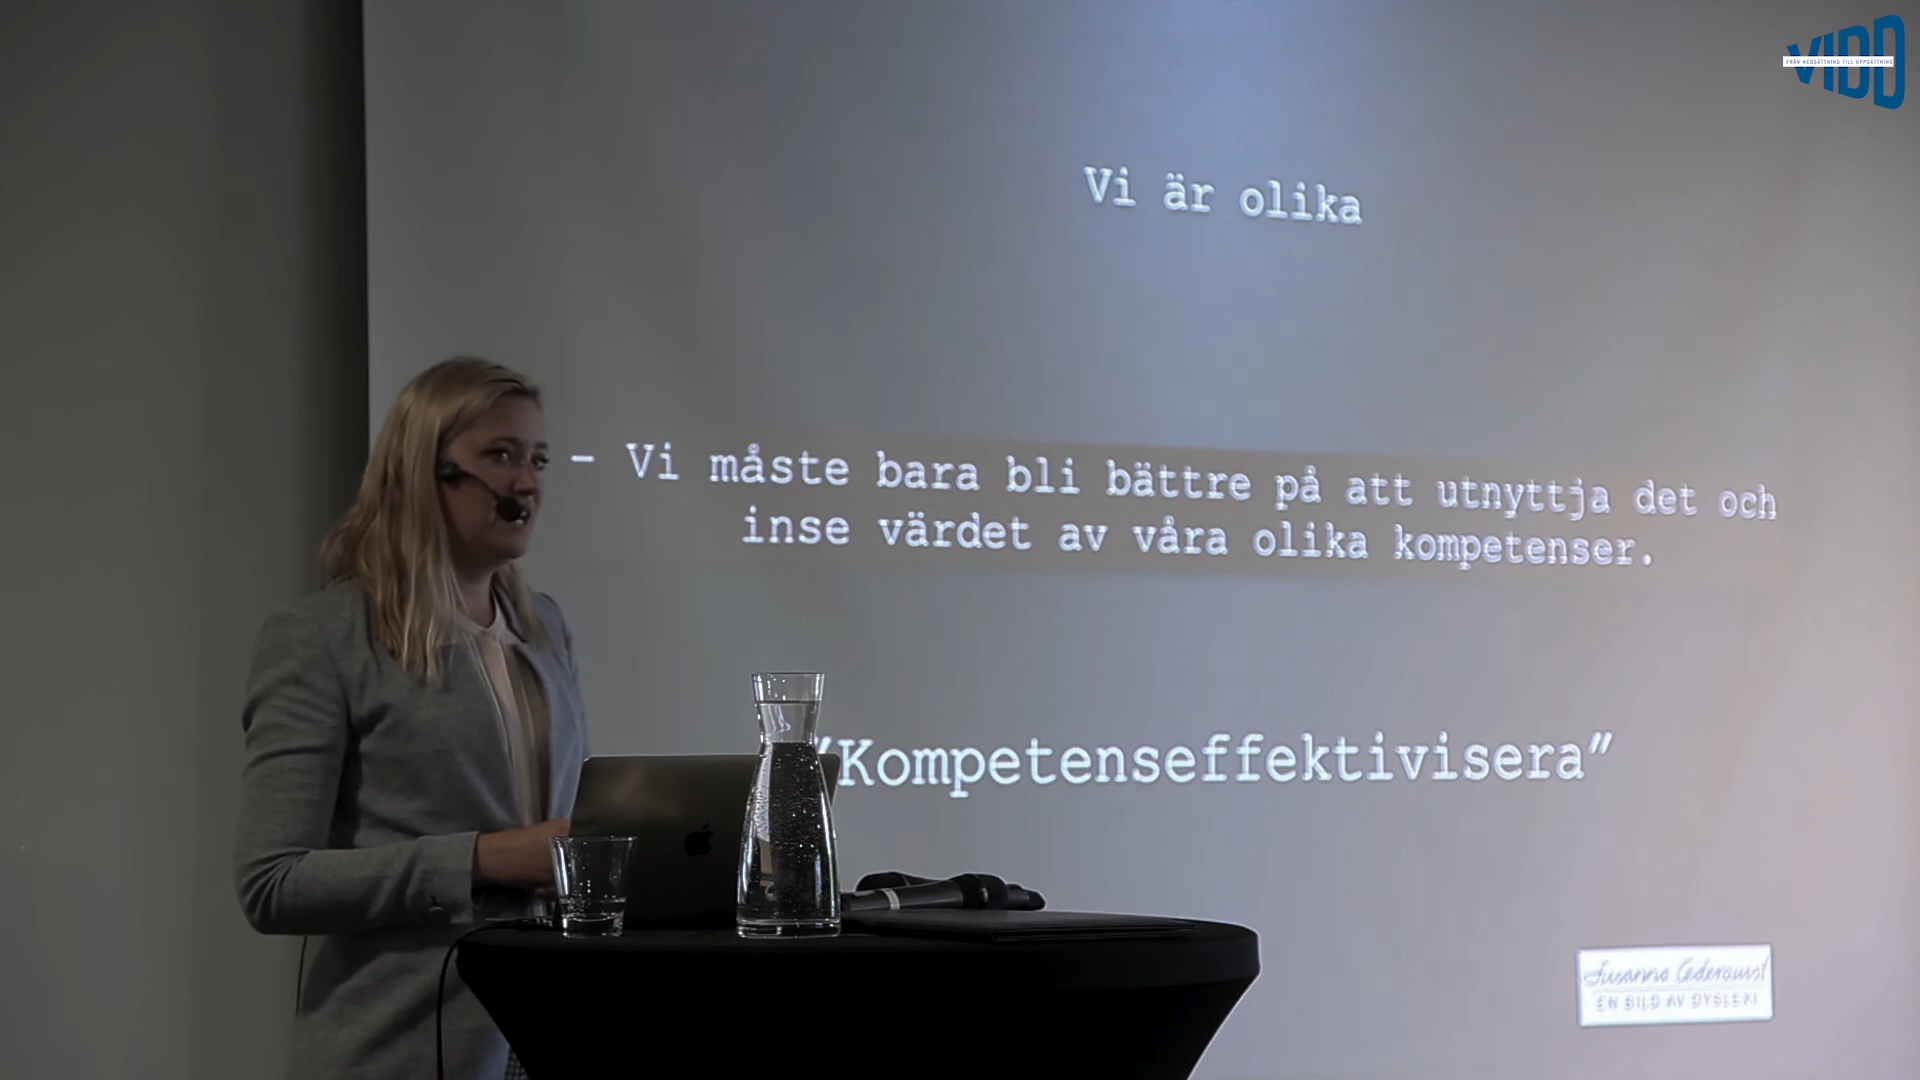 VIDD
FRÅN NEDSÄTTNING TILL UPPSÄTTNING
Vi är olika
- Vi måste bara bli bättre på att utnyttja det och
inse värdet av våra olika kompetenser.
"Kompetenseffektivisera"
Susanna Cederquist
EN BILD AV DYSLEXI